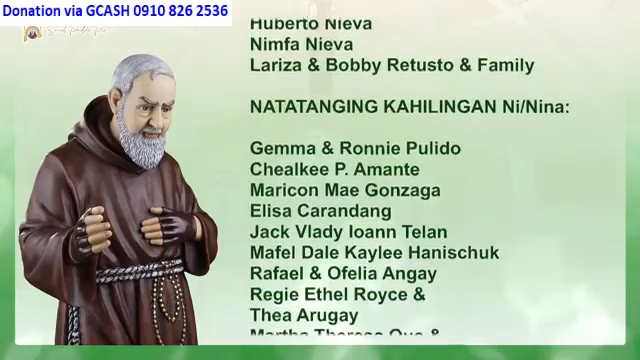 Donation via GCASH 0910 826 2536
Huberto Nieva
Nimfa Nieva
Lariza & Bobby Retusto & Family
NATATANGING KAHILINGAN Ni/Nina:
Gemma & Ronnie Pulido
Chealkee P. Amante
Maricon Mae Gonzaga
Elisa Carandang
Jack Vlady Ioann Telan
Mafel Dale Kaylee Hanischuk
Rafael & Ofelia Angay
Regie Ethel Royce &
Thea Arugay